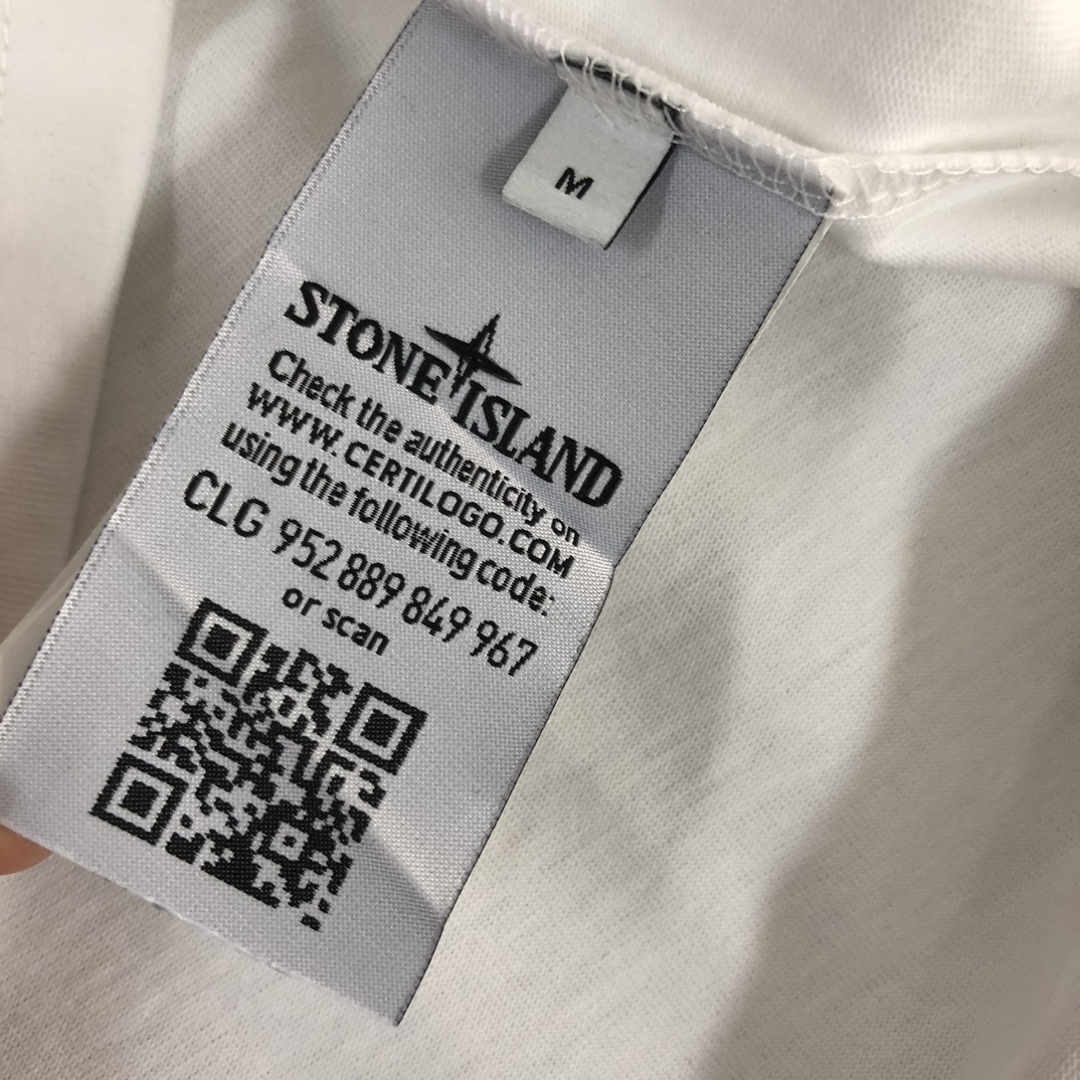 M
STONE ISLAND
Check the authenticity on
WWW.CERTILOGO.COM
using the following code:
CLG 952 889 849 967
or scan